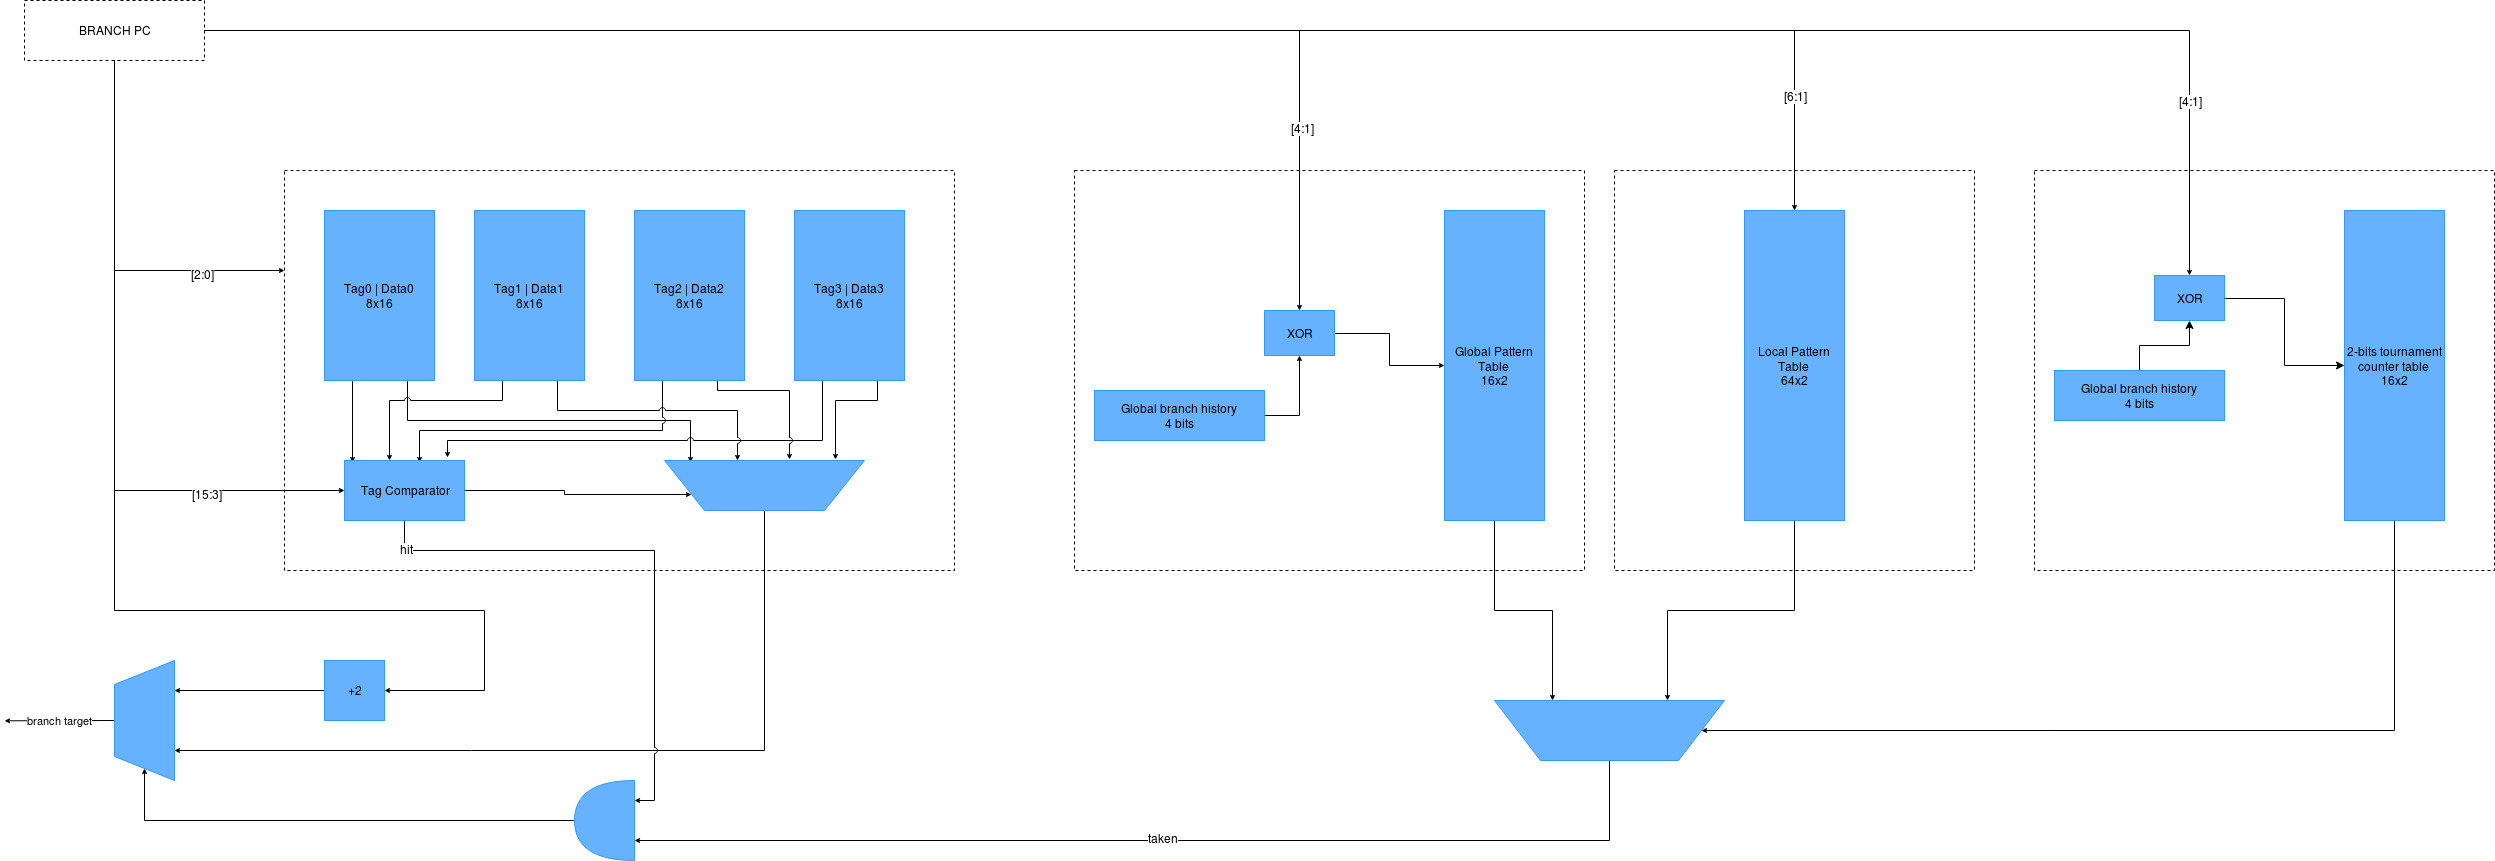 BRANCH PC
[6:1]
[4:1]
[4:1]
[2:0]
Tag0 | Data0
8x16
Tag1 | Data1
8x16
Tag2 | Data2
8x16
Tag3 | Data3
8x16
Tag Comparator
[15:3]
hit
XOR
Global branch history
4 bits
Global Pattern
Table
16x2
Local Pattern
Table
64x2
XOR
Global branch history
4 bits
2-bits tournament
counter table
16x2
+2
branch target
taken